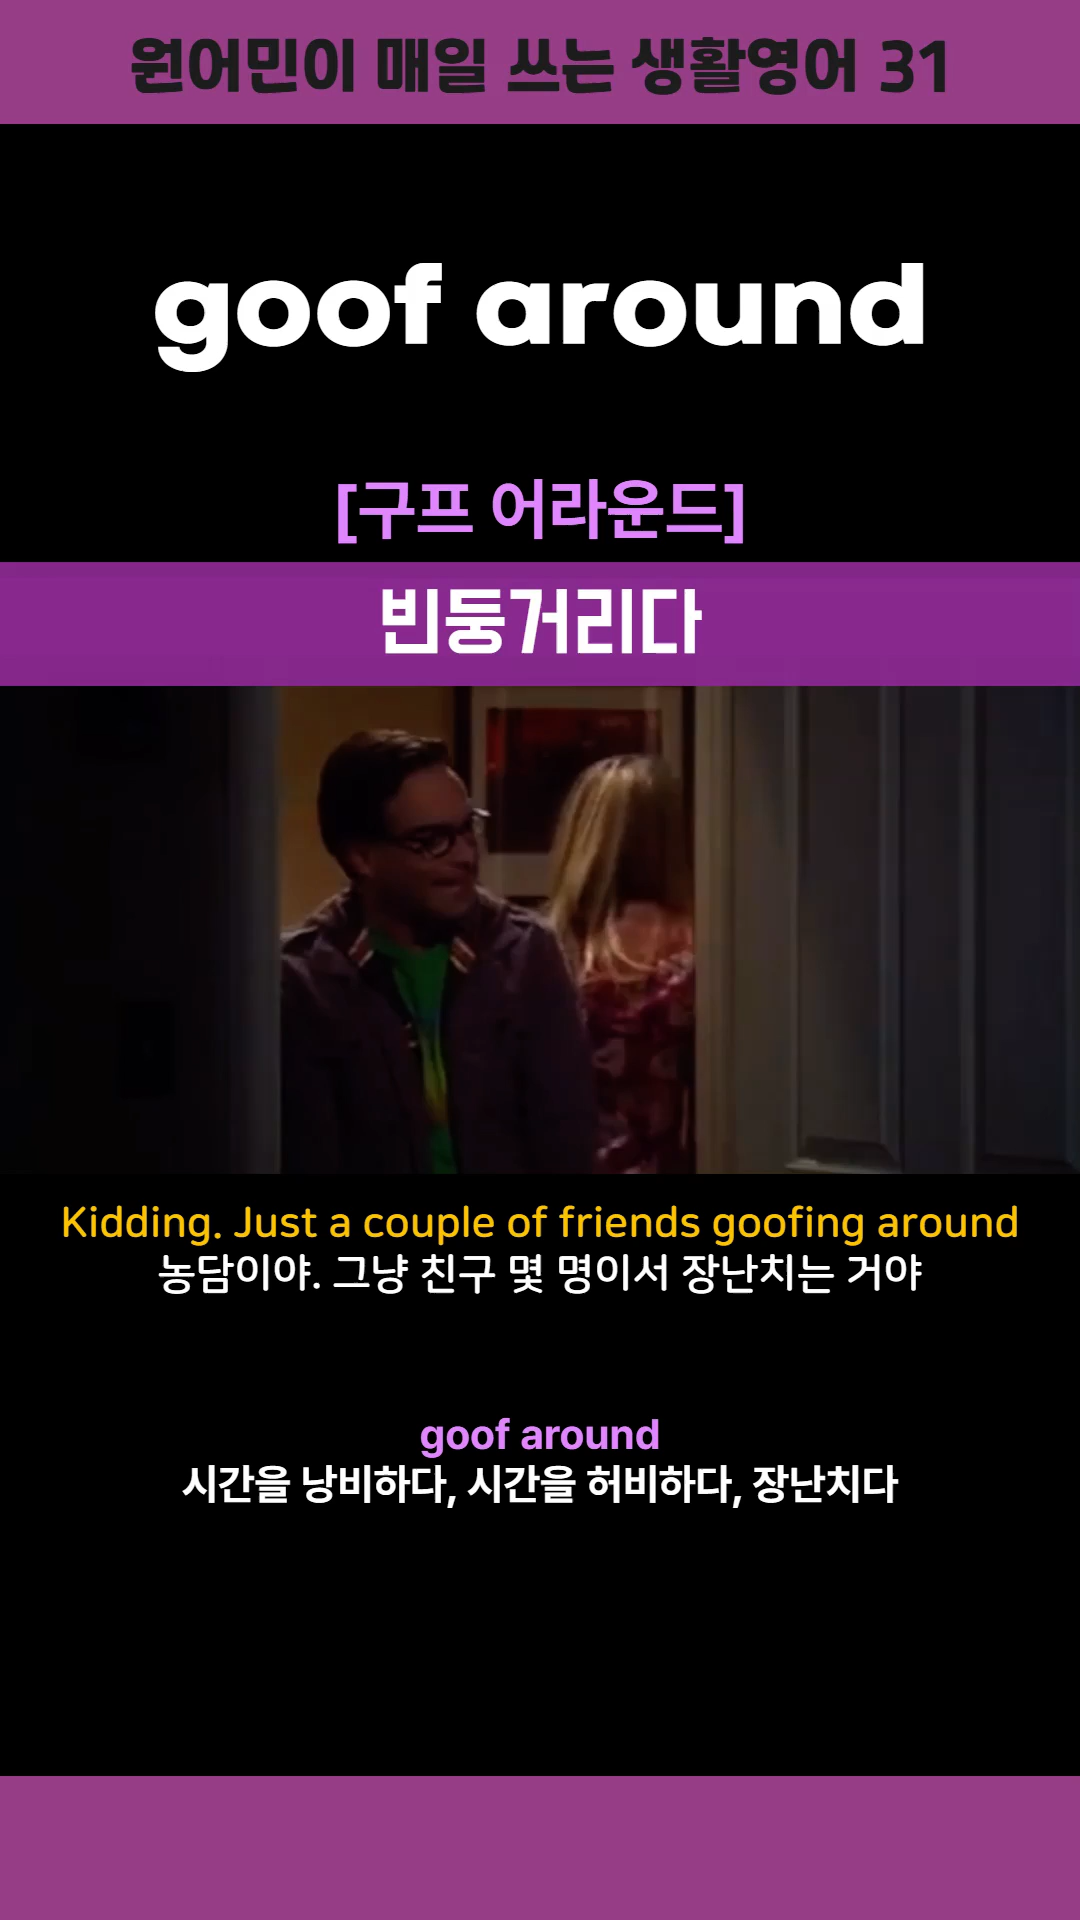 원어민이 매일 쓰는 생활영어 31
goof around
[구프 어라운드]
빈둥거리다
Kidding. Just a couple of friends goofing around
농담이야. 그냥 친구 몇 명이서 장난치는 거야
goof around
시간을 낭비하다, 시간을 허비하다, 장난치다